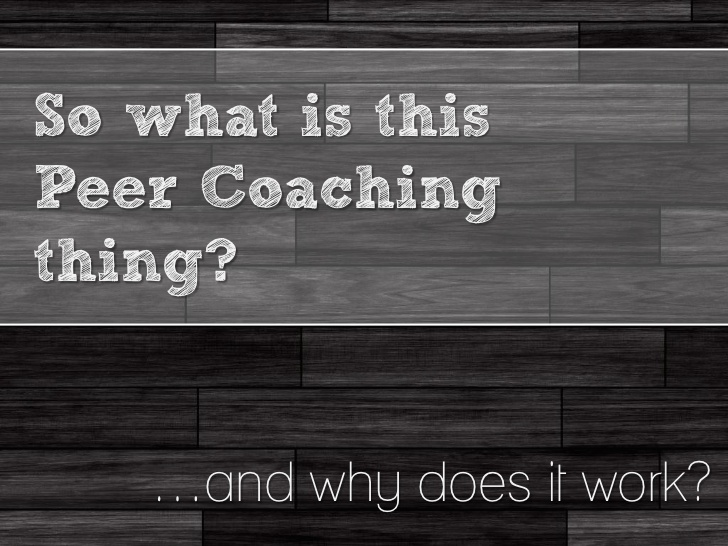 So what is this
Peer Coaching
thing?
...and why does it work?